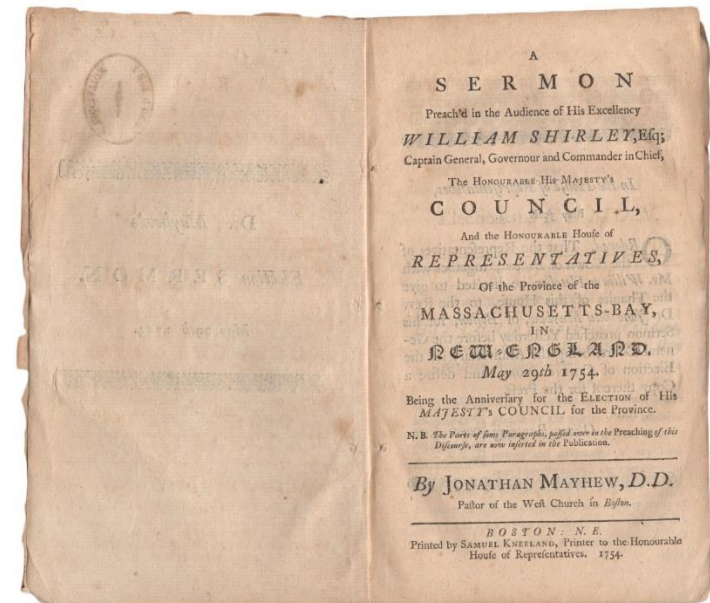 A
SERMON
Preach'd in the Audience of His Excellency
WILLIAM SHIRLEY, Esq;
Captain General, Governour and Commander in Chief,
The HONOURABLE His MAJESTY'S
COUNCIL,
And the HONOURABLE House of
REPRESENTATIVES,
Of the Province of the
MASSACHUSETTS-BAY,
IN
NEW-ENGLAND.
May 29th 1754.
Being the Anniversary for the ELECTION of His
MAJESTY's COUNCIL for the Province.
N. B. The Parts of some Paragraphs, passed over in the Preaching of this
Discourse, are now inserted in the Publication.
By JONATHAN MAYHEW, D.D.
Pastor of the West Church in Boston.
BOSTON: N. E.
Printed by SAMUEL KNEELAND, Printer to the Honourable
House of Representatives. 1754.